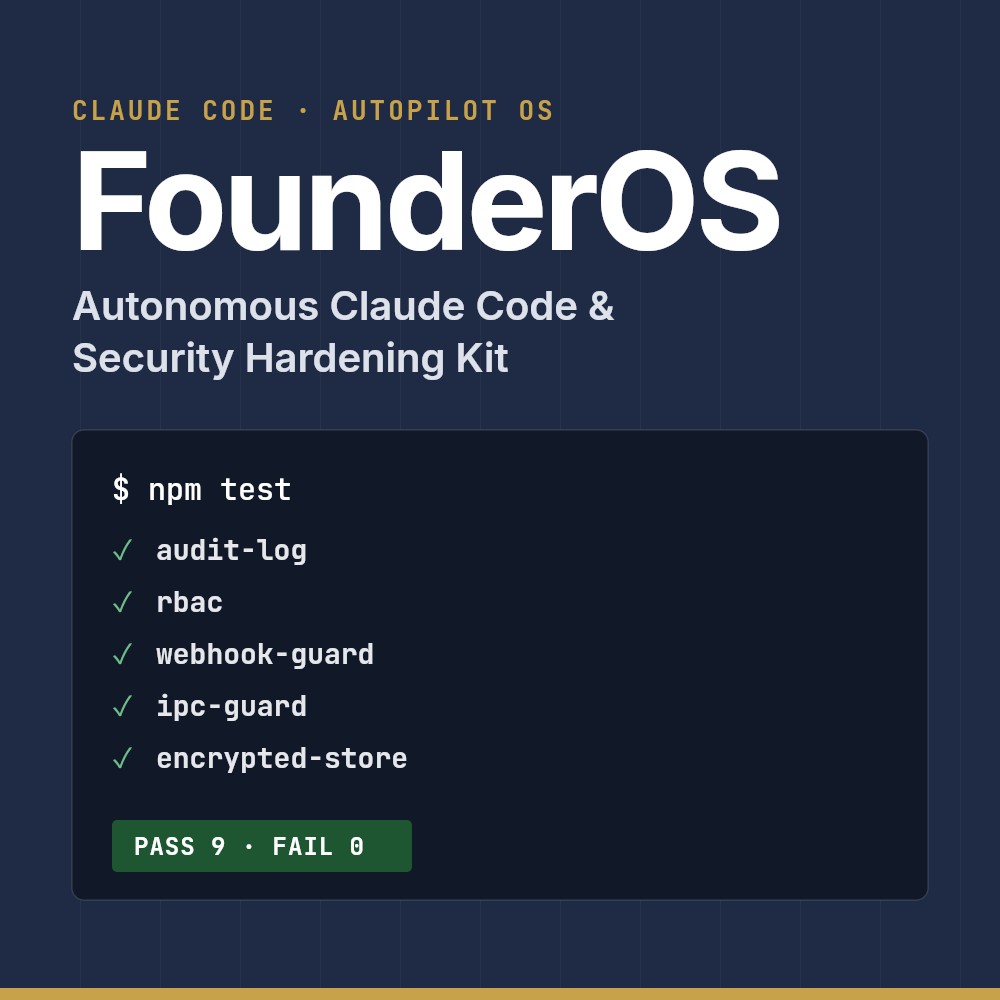 CLAUDE CODE · AUTOPILOT OS
FounderOS
Autonomous Claude Code &
Security Hardening Kit
$ npm test
✓ audit-log
✓ rbac
✓ webhook-guard
✓ ipc-guard
✓ encrypted-store
PASS 9 · FAIL 0